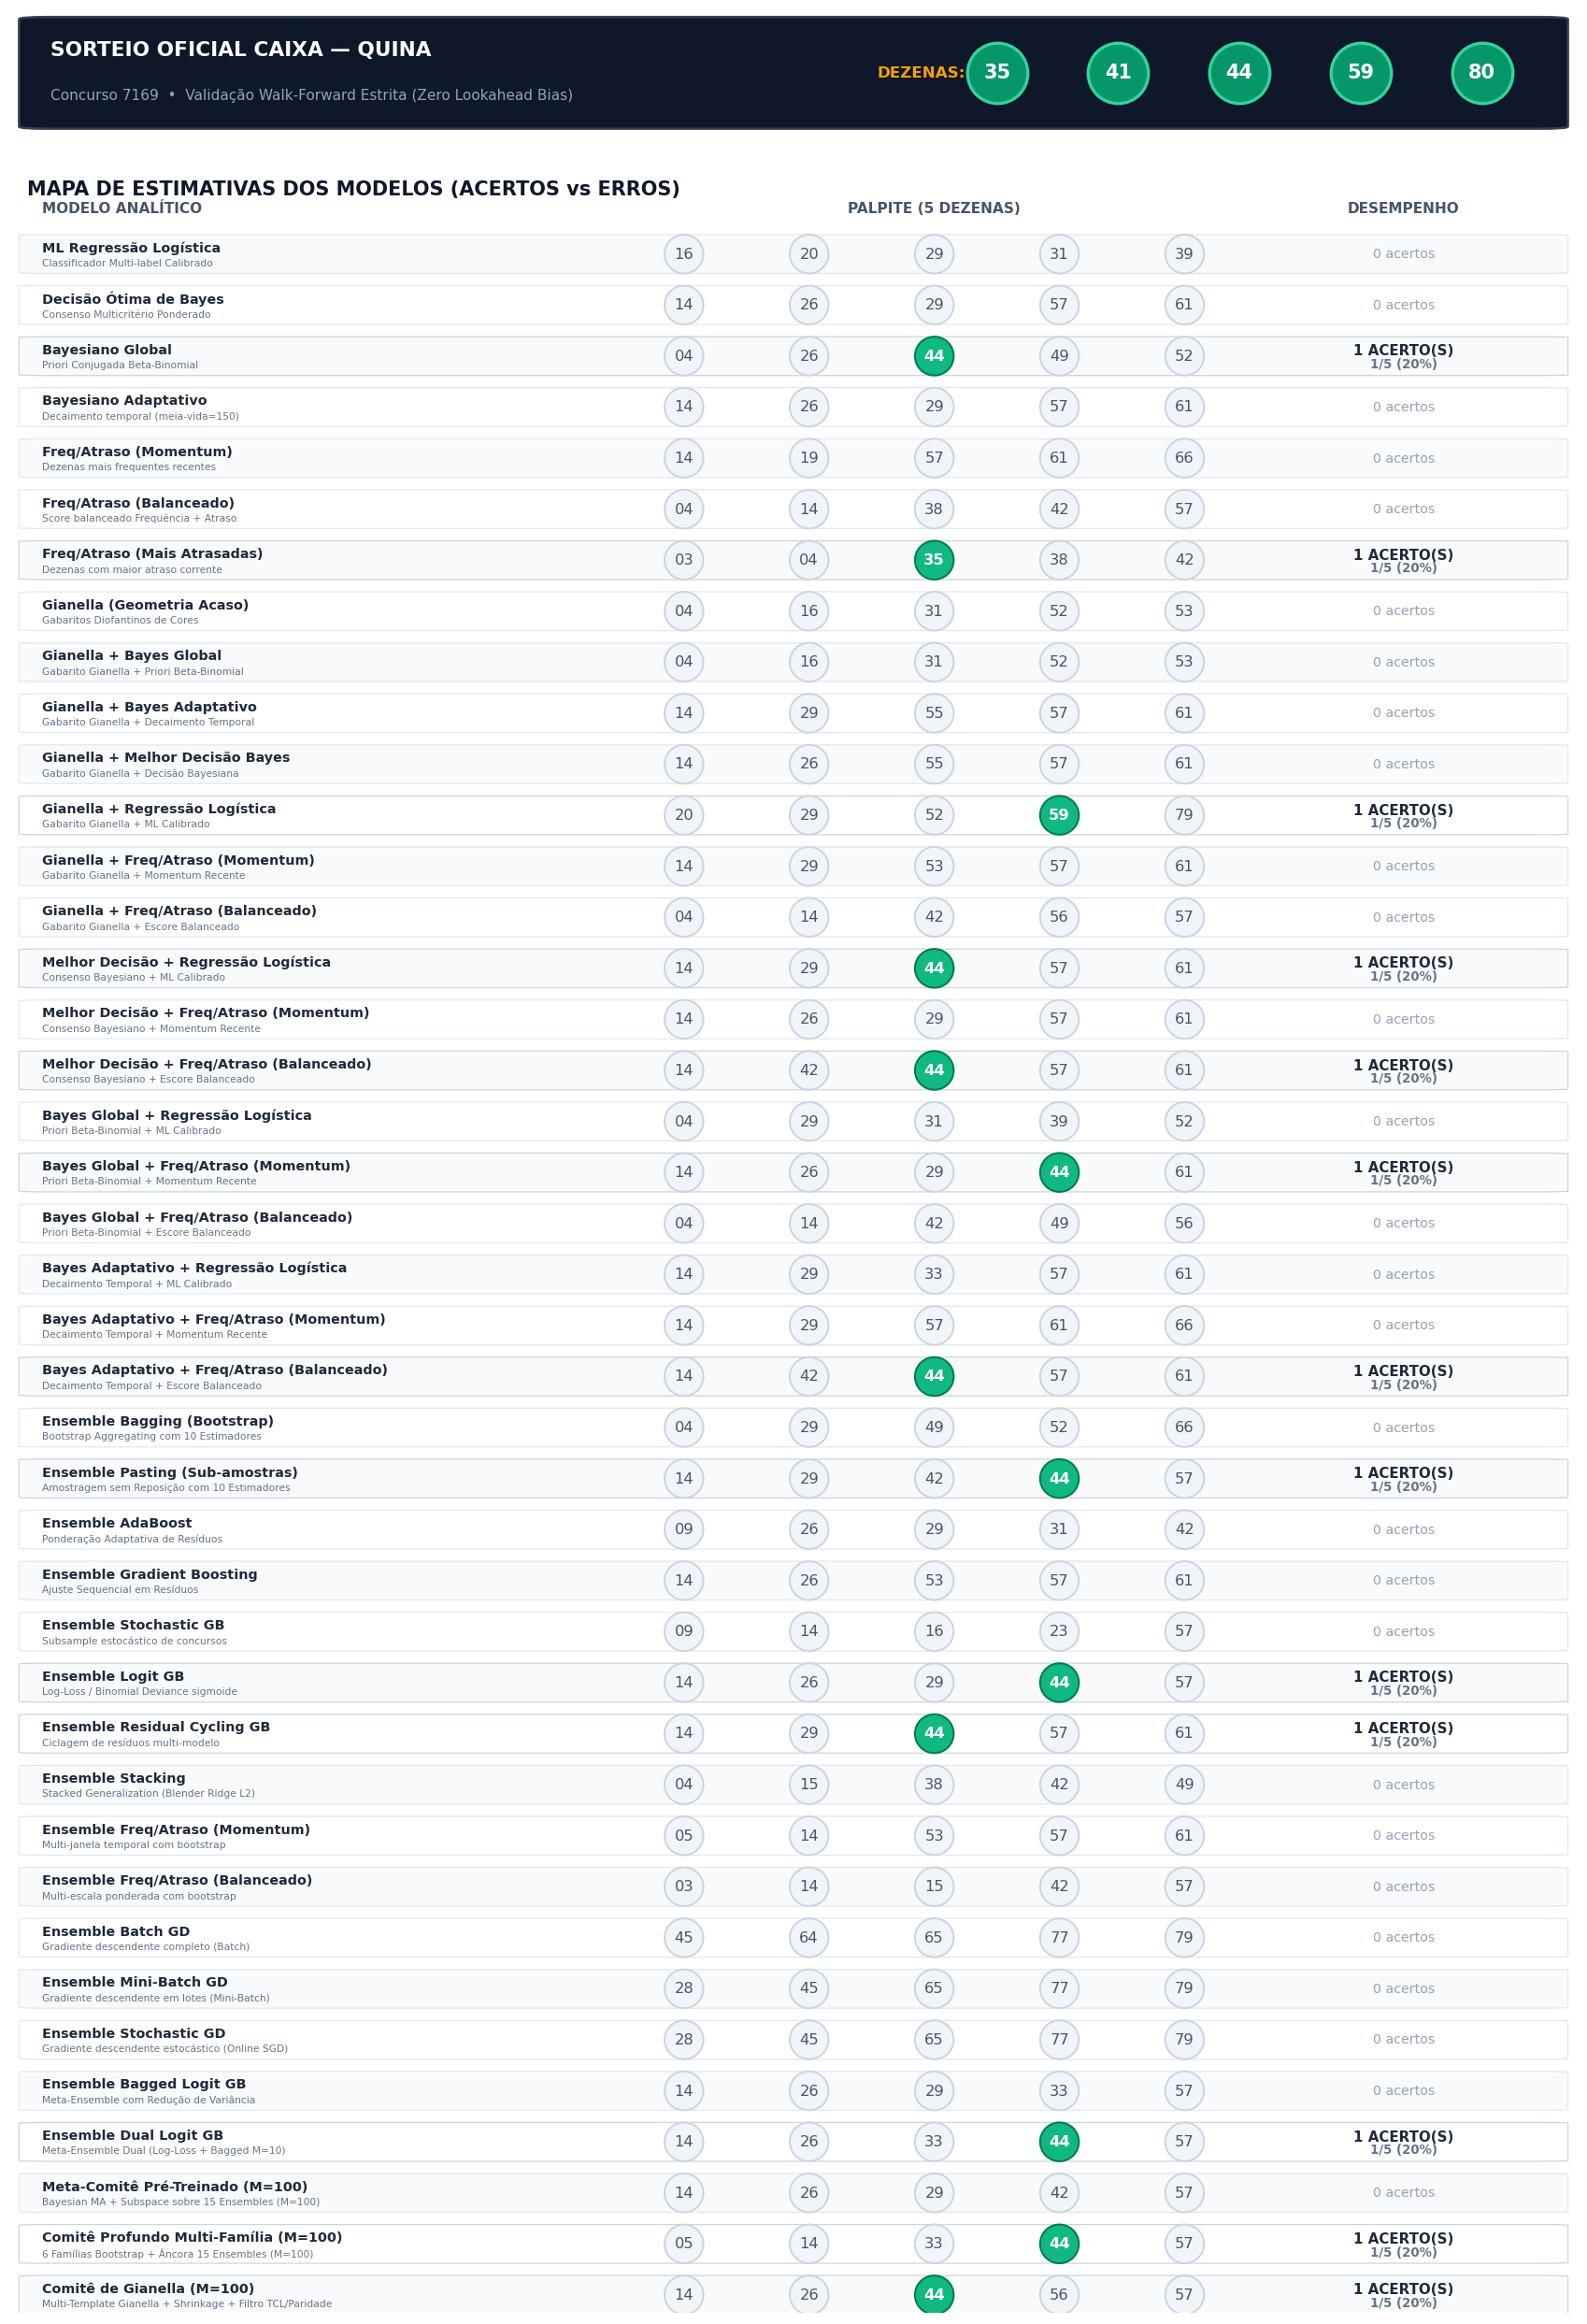 SORTEIO OFICIAL CAIXA — QUINA
Concurso 7169 • Validação Walk-Forward Estrita (Zero Lookahead Bias)
DEZENAS: 35 41 44 59 80
MAPA DE ESTIMATIVAS DOS MODELOS (ACERTOS vs ERROS)
MODELO ANALÍTICO PALPITE (5 DEZENAS) DESEMPENHO
ML Regressão Logística
Classificador Multi-label Calibrado
16 20 29 31 39 0 acertos
Decisão Ótima de Bayes
Consenso Multicritério Ponderado
14 26 29 57 61 0 acertos
Bayesiano Global
Priori Conjugada Beta-Binomial
04 26 44 49 52 1 ACERTO(S)
1/5 (20%)
Bayesiano Adaptativo
Decaimento temporal (meia-vida=150)
14 26 29 57 61 0 acertos
Freq/Atraso (Momentum)
Dezenas mais frequentes recentes
14 19 57 61 66 0 acertos
Freq/Atraso (Balanceado)
Score balanceado Frequência + Atraso
04 14 38 42 57 0 acertos
Freq/Atraso (Mais Atrasadas)
Dezenas com maior atraso corrente
03 04 35 38 42 1 ACERTO(S)
1/5 (20%)
Gianella (Geometria Acaso)
Gabaritos Diofantinos de Cores
04 16 31 52 53 0 acertos
Gianella + Bayes Global
Gabarito Gianella + Priori Beta-Binomial
04 16 31 52 53 0 acertos
Gianella + Bayes Adaptativo
Gabarito Gianella + Decaimento Temporal
14 29 55 57 61 0 acertos
Gianella + Melhor Decisão Bayes
Gabarito Gianella + Decisão Bayesiana
14 26 55 57 61 0 acertos
Gianella + Regressão Logística
Gabarito Gianella + ML Calibrado
20 29 52 59 79 1 ACERTO(S)
1/5 (20%)
Gianella + Freq/Atraso (Momentum)
Gabarito Gianella + Momentum Recente
14 29 53 57 61 0 acertos
Gianella + Freq/Atraso (Balanceado)
Gabarito Gianella + Escore Balanceado
04 14 42 56 57 0 acertos
Melhor Decisão + Regressão Logística
Consenso Bayesiano + ML Calibrado
14 29 44 57 61 1 ACERTO(S)
1/5 (20%)
Melhor Decisão + Freq/Atraso (Momentum)
Consenso Bayesiano + Momentum Recente
14 26 29 57 61 0 acertos
Melhor Decisão + Freq/Atraso (Balanceado)
Consenso Bayesiano + Escore Balanceado
14 42 44 57 61 1 ACERTO(S)
1/5 (20%)
Bayes Global + Regressão Logística
Priori Beta-Binomial + ML Calibrado
04 29 31 39 52 0 acertos
Bayes Global + Freq/Atraso (Momentum)
Priori Beta-Binomial + Momentum Recente
14 26 29 44 61 1 ACERTO(S)
1/5 (20%)
Bayes Global + Freq/Atraso (Balanceado)
Priori Beta-Binomial + Escore Balanceado
04 14 42 49 56 0 acertos
Bayes Adaptativo + Regressão Logística
Decaimento Temporal + ML Calibrado
14 29 33 57 61 0 acertos
Bayes Adaptativo + Freq/Atraso (Momentum)
Decaimento Temporal + Momentum Recente
14 29 57 61 66 0 acertos
Bayes Adaptativo + Freq/Atraso (Balanceado)
Decaimento Temporal + Escore Balanceado
14 42 44 57 61 1 ACERTO(S)
1/5 (20%)
Ensemble Bagging (Bootstrap)
Bootstrap Aggregating com 10 Estimadores
04 29 49 52 66 0 acertos
Ensemble Pasting (Sub-amostras)
Amostragem sem Reposição com 10 Estimadores
14 29 42 44 57 1 ACERTO(S)
1/5 (20%)
Ensemble AdaBoost
Ponderação Adaptativa de Resíduos
09 26 29 31 42 0 acertos
Ensemble Gradient Boosting
Ajuste Sequencial em Resíduos
14 26 53 57 61 0 acertos
Ensemble Stochastic GB
Subsample estocástico de concursos
09 14 16 23 57 0 acertos
Ensemble Logit GB
Log-Loss / Binomial Deviance sigmoide
14 26 29 44 57 1 ACERTO(S)
1/5 (20%)
Ensemble Residual Cycling GB
Ciclagem de resíduos multi-modelo
14 29 44 57 61 1 ACERTO(S)
1/5 (20%)
Ensemble Stacking
Stacked Generalization (Blender Ridge L2)
04 15 38 42 49 0 acertos
Ensemble Freq/Atraso (Momentum)
Multi-janela temporal com bootstrap
05 14 53 57 61 0 acertos
Ensemble Freq/Atraso (Balanceado)
Multi-escala ponderada com bootstrap
03 14 15 42 57 0 acertos
Ensemble Batch GD
Gradiente descendente completo (Batch)
45 64 65 77 79 0 acertos
Ensemble Mini-Batch GD
Gradiente descendente em lotes (Mini-Batch)
28 45 65 77 79 0 acertos
Ensemble Stochastic GD
Gradiente descendente estocástico (Online SGD)
28 45 65 77 79 0 acertos
Ensemble Bagged Logit GB
Meta-Ensemble com Redução de Variância
14 26 29 33 57 0 acertos
Ensemble Dual Logit GB
Meta-Ensemble Dual (Log-Loss + Bagged M=10)
14 26 33 44 57 1 ACERTO(S)
1/5 (20%)
Meta-Comitê Pré-Treinado (M=100)
Bayesian MA + Subspace sobre 15 Ensembles (M=100)
14 26 29 42 57 0 acertos
Comitê Profundo Multi-Família (M=100)
6 Famílias Bootstrap + Âncora 15 Ensembles (M=100)
05 14 33 44 57 1 ACERTO(S)
1/5 (20%)
Comitê de Gianella (M=100)
Multi-Template Gianella + Shrinkage + Filtro TCL/Paridade
14 26 44 56 57 1 ACERTO(S)
1/5 (20%)